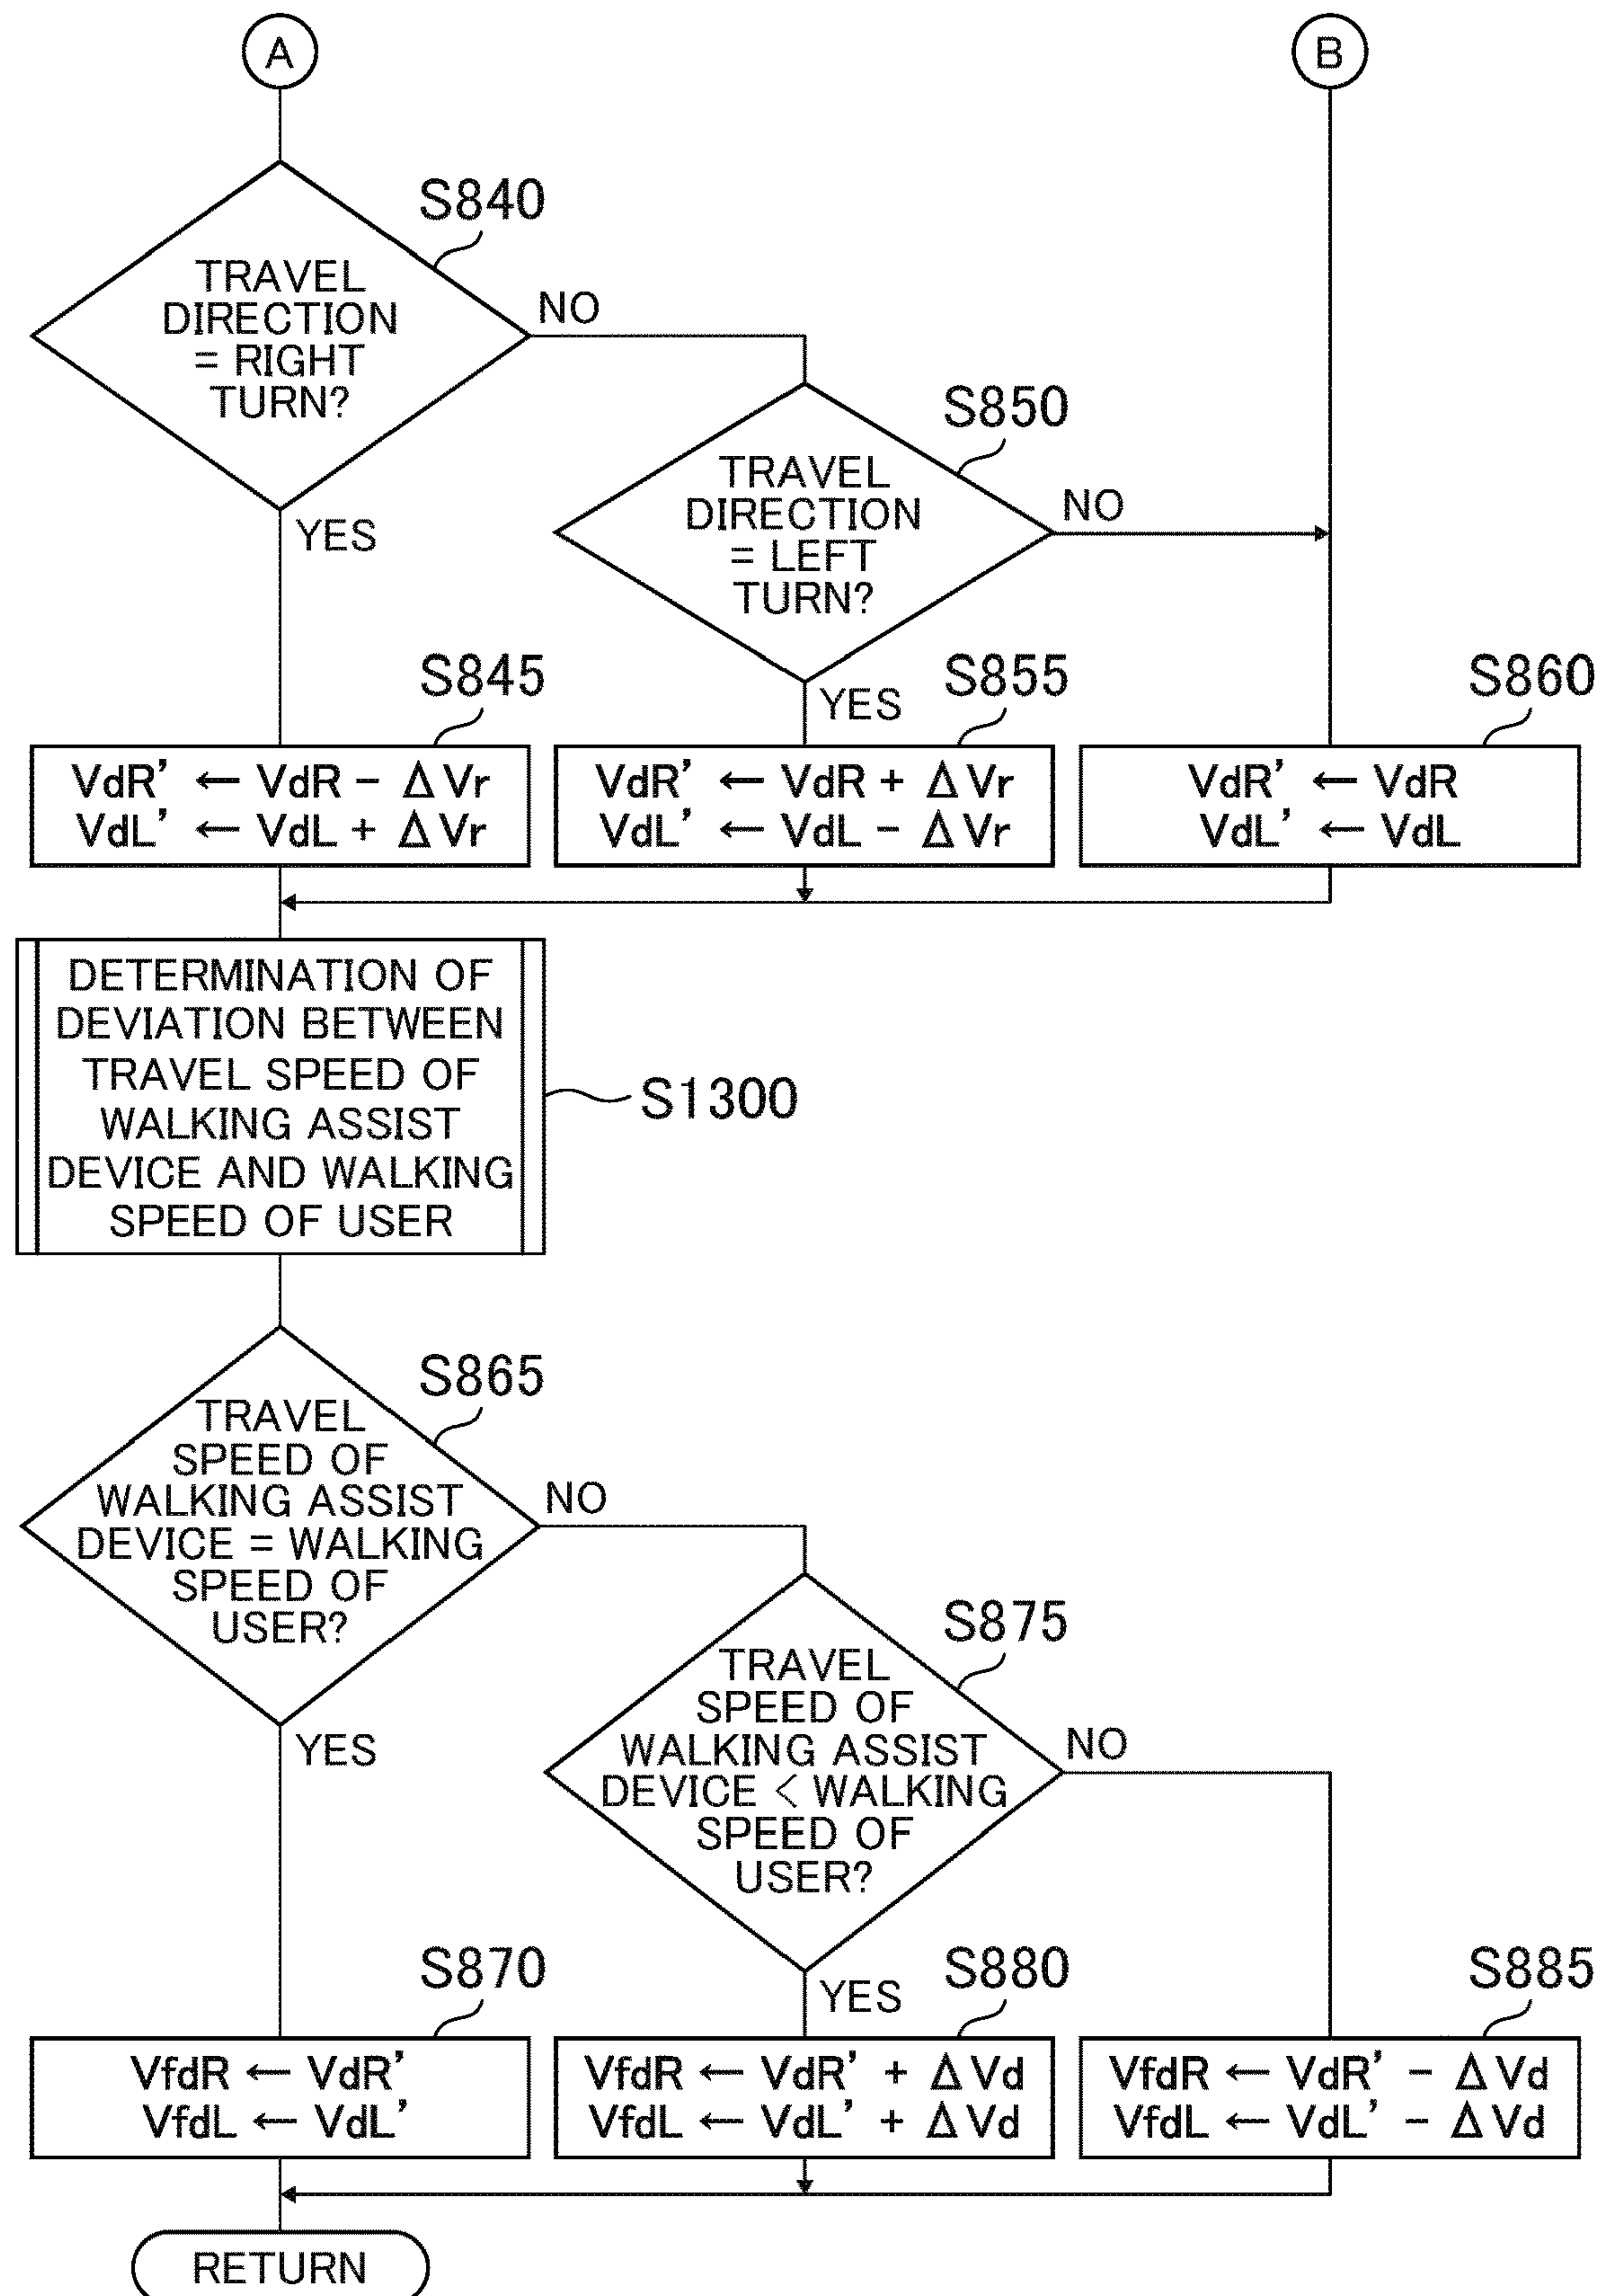 A
B
S840
TRAVEL
DIRECTION
= RIGHT
TURN?
NO
YES
S850
TRAVEL
DIRECTION
= LEFT
TURN?
NO
YES
S845
VdR' ← VdR - ΔVr
VdL' ← VdL + ΔVr
S855
VdR' ← VdR + ΔVr
VdL' ← VdL - ΔVr
S860
VdR' ← VdR
VdL' ← VdL
DETERMINATION OF
DEVIATION BETWEEN
TRAVEL SPEED OF
WALKING ASSIST
DEVICE AND WALKING
SPEED OF USER
S1300
S865
TRAVEL
SPEED OF
WALKING ASSIST
DEVICE = WALKING
SPEED OF
USER?
NO
YES
S875
TRAVEL
SPEED OF
WALKING ASSIST
DEVICE < WALKING
SPEED OF
USER?
NO
YES
S870
VfdR ← VdR'
VfdL ← VdL'
S880
VfdR ← VdR' + ΔVd
VfdL ← VdL' + ΔVd
S885
VfdR ← VdR' - ΔVd
VfdL ← VdL' - ΔVd
RETURN